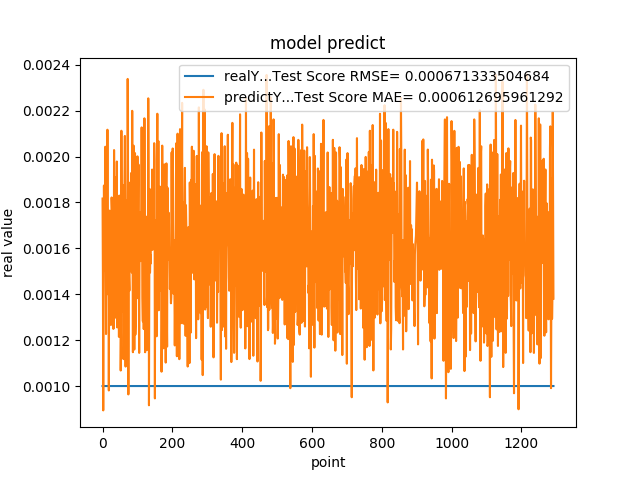 model predict
realY...Test Score RMSE= 0.000671333504684
predictY...Test Score MAE= 0.000612695961292
real value
0.0024
0.0022
0.0020
0.0018
0.0016
0.0014
0.0012
0.0010
0 200 400 600 800 1000 1200
point